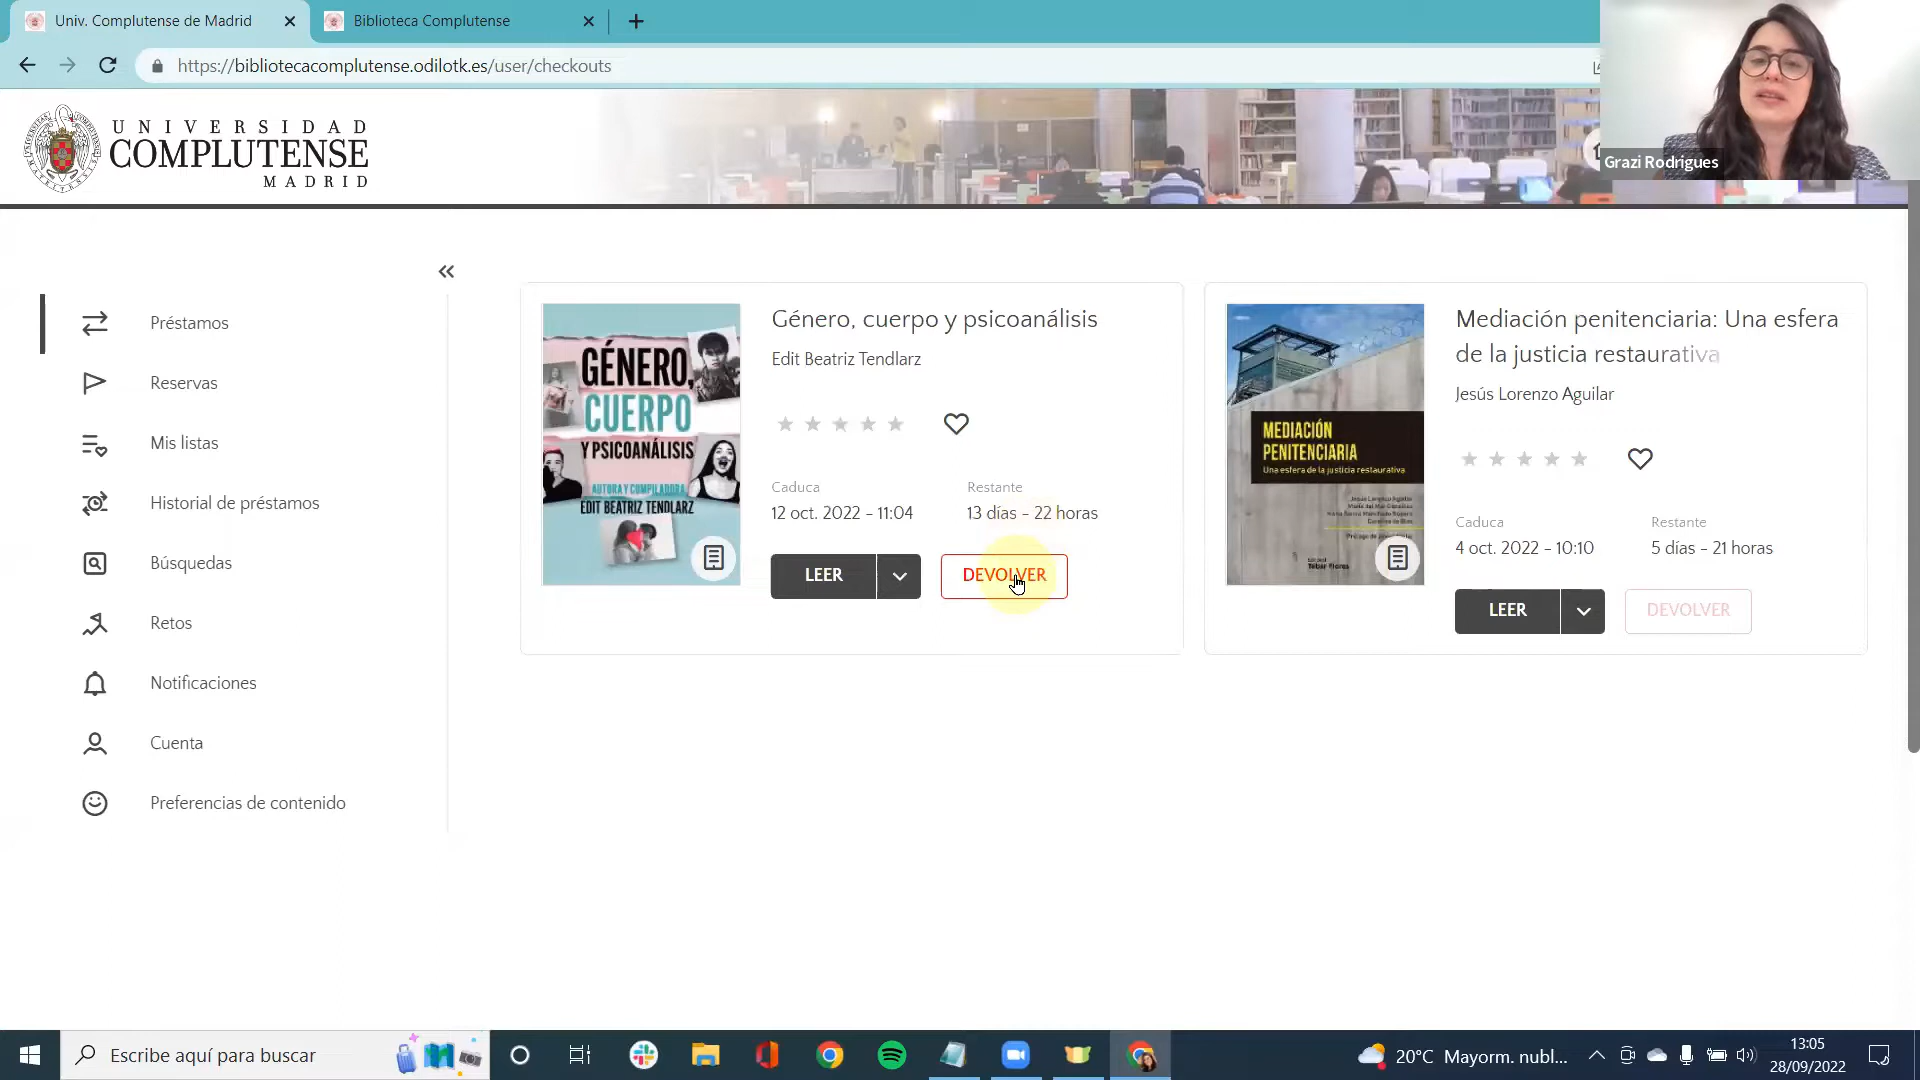 Univ. Complutense de Madrid
Biblioteca Complutense
https://bibliotecacomplutense.odilotk.es/user/checkouts
UNIVERSIDAD
COMPLUTENSE
MADRID
Grazi Rodrigues
Préstamos
Reservas
Mis listas
Historial de préstamos
Búsquedas
Retos
Notificaciones
Cuenta
Preferencias de contenido
GÉNERO,
CUERPO
Y PSICOANÁLISIS
AUTORA Y COMPILADORA
EDIT BEATRIZ TENDLARZ
Género, cuerpo y psicoanálisis
Edit Beatriz Tendlarz
Caduca
Restante
12 oct. 2022 - 11:04
13 días - 22 horas
LEER
DEVOLVER
MEDIACIÓN
PENITENCIARIA
Una esfera de la justicia restaurativa
Mediación penitenciaria: Una esfera
de la justicia restaurativa
Jesús Lorenzo Aguilar
Caduca
Restante
4 oct. 2022 - 10:10
5 días - 21 horas
LEER
DEVOLVER
Escribe aquí para buscar
20°C Mayorm. nubl...
13:05
28/09/2022